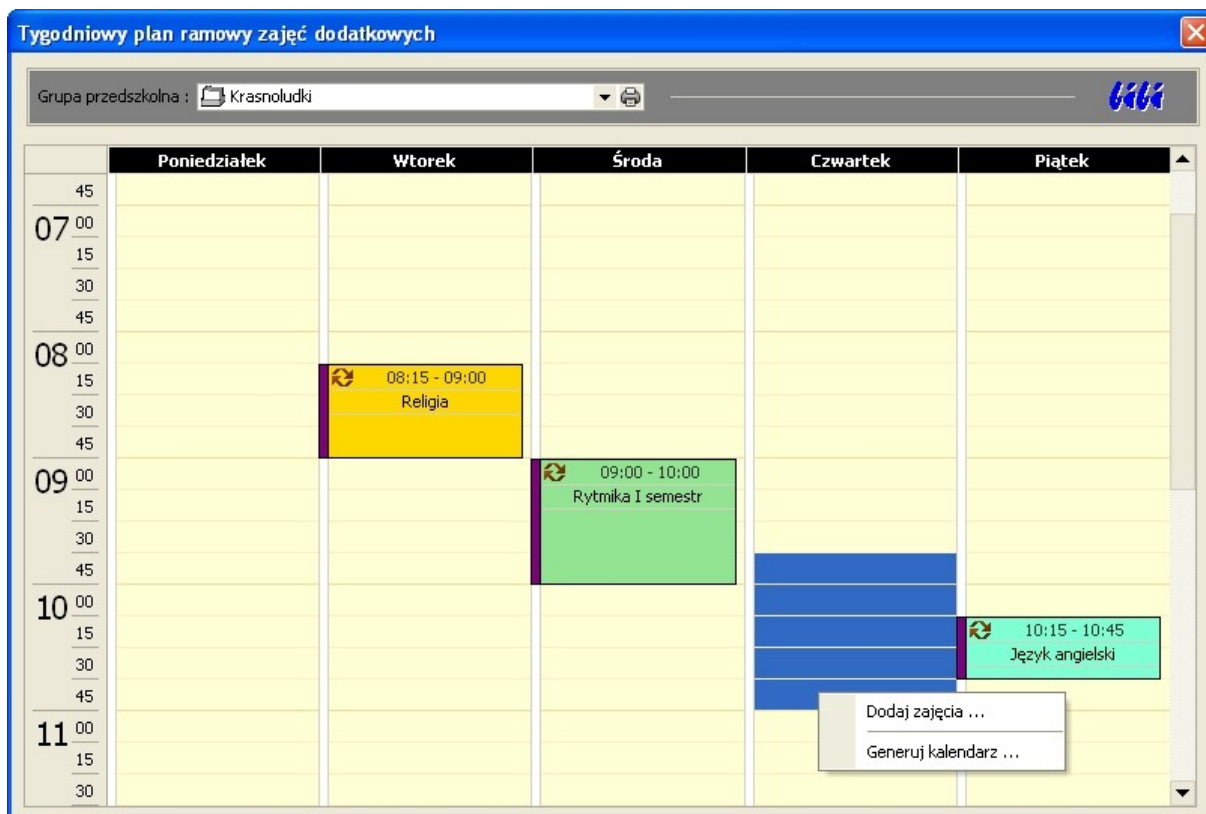 Tygodniowy plan ramowy zajęć dodatkowych
Grupa przedszkolna : Krasnoludki
bibi
Poniedziałek Wtorek Środa Czwartek Piątek
45
07 00
15
30
45
08 00
15
30
45
09 00
15
30
45
10 00
15
30
45
11 00
15
30
08:15 - 09:00
Religia
09:00 - 10:00
Rytmika I semestr
10:15 - 10:45
Język angielski
Dodaj zajęcia ...
Generuj kalendarz ...